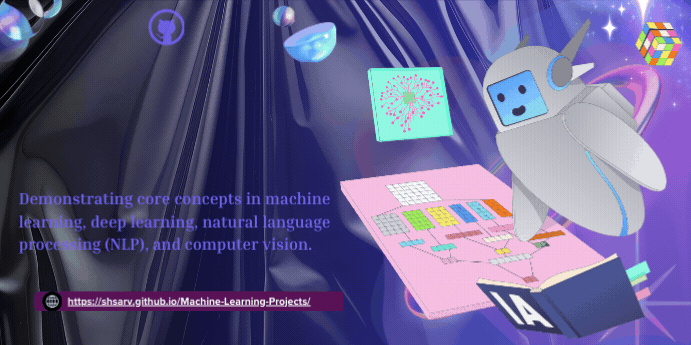 Demonstrating core concepts in machine
learning, deep learning, natural language
processing (NLP), and computer vision.
https://shsarv.github.io/Machine-Learning-Projects/
IA